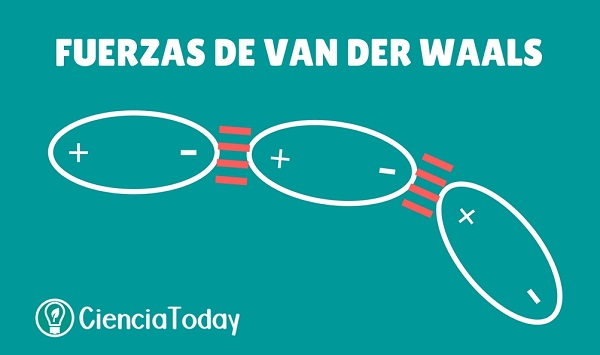 FUERZAS DE VAN DER WAALS
+ - + - + -
CienciaToday